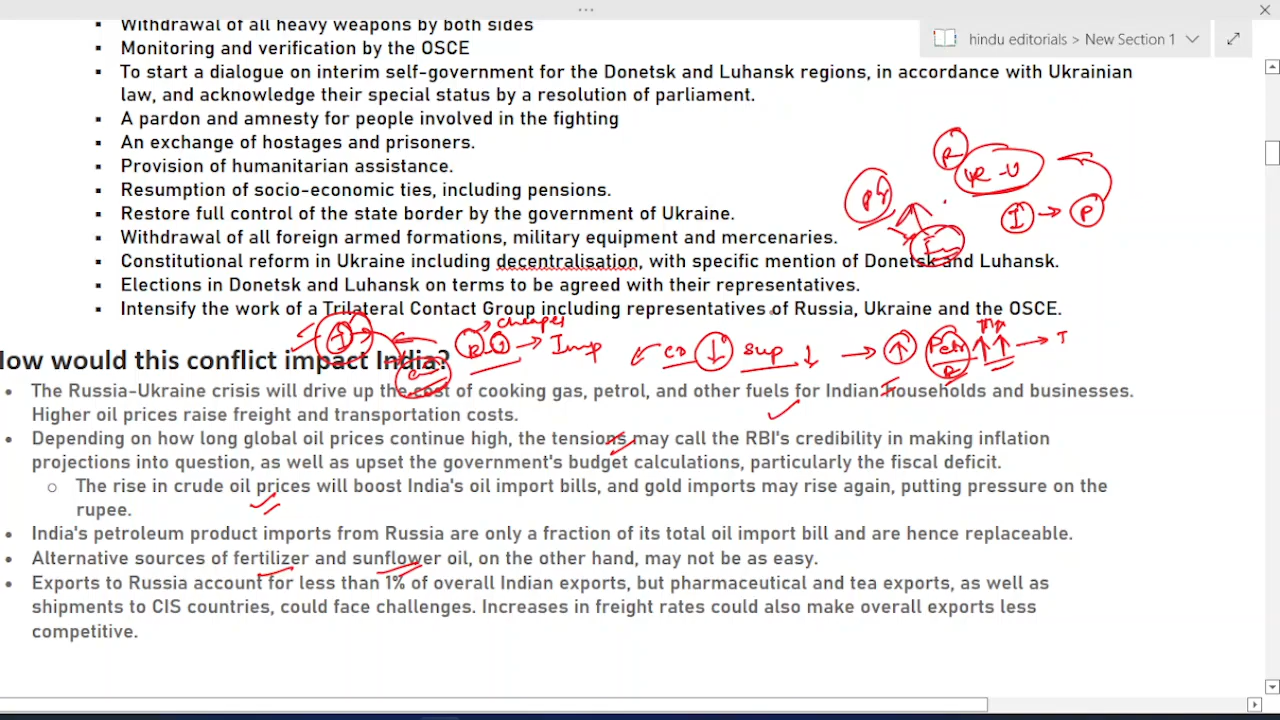 Withdrawal of all heavy weapons by both sides
hindu editorials > New Section 1
▪ Monitoring and verification by the OSCE
▪ To start a dialogue on interim self-government for the Donetsk and Luhansk regions, in accordance with Ukrainian
law, and acknowledge their special status by a resolution of parliament.
▪ A pardon and amnesty for people involved in the fighting
▪ An exchange of hostages and prisoners.
▪ Provision of humanitarian assistance.
▪ Resumption of socio-economic ties, including pensions.
▪ Restore full control of the state border by the government of Ukraine.
I → P
▪ Withdrawal of all foreign armed formations, military equipment and mercenaries.
▪ Constitutional reform in Ukraine including decentralisation, with specific mention of Donetsk and Luhansk.
▪ Elections in Donetsk and Luhansk on terms to be agreed with their representatives.
▪ Intensify the work of a Trilateral Contact Group including representatives of Russia, Ukraine and the OSCE.
cheaper
Imp sup ↓ → ↑
How would this conflict impact India?
• The Russia-Ukraine crisis will drive up the cost of cooking gas, petrol, and other fuels for Indian households and businesses.
Higher oil prices raise freight and transportation costs.
• Depending on how long global oil prices continue high, the tensions may call the RBI's credibility in making inflation
projections into question, as well as upset the government's budget calculations, particularly the fiscal deficit.
○ The rise in crude oil prices will boost India's oil import bills, and gold imports may rise again, putting pressure on the
rupee.
• India's petroleum product imports from Russia are only a fraction of its total oil import bill and are hence replaceable.
• Alternative sources of fertilizer and sunflower oil, on the other hand, may not be as easy.
• Exports to Russia account for less than 1% of overall Indian exports, but pharmaceutical and tea exports, as well as
shipments to CIS countries, could face challenges. Increases in freight rates could also make overall exports less
competitive.